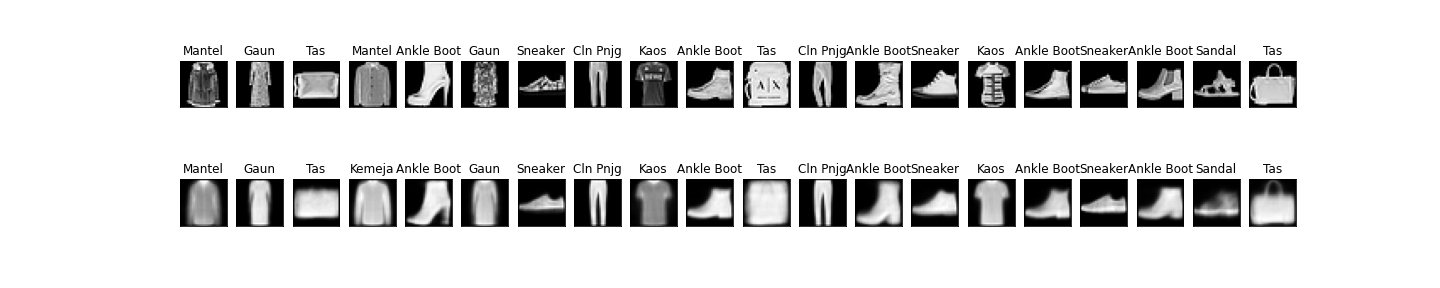 Mantel Gaun Tas Mantel Ankle Boot Gaun Sneaker Cln Pnjg Kaos Ankle Boot Tas Cln Pnjg Ankle Boot Sneaker Kaos Ankle Boot Sneaker Ankle Boot Sandal Tas
A|X
Mantel Gaun Tas Kemeja Ankle Boot Gaun Sneaker Cln Pnjg Kaos Ankle Boot Tas Cln Pnjg Ankle Boot Sneaker Kaos Ankle Boot Sneaker Ankle Boot Sandal Tas